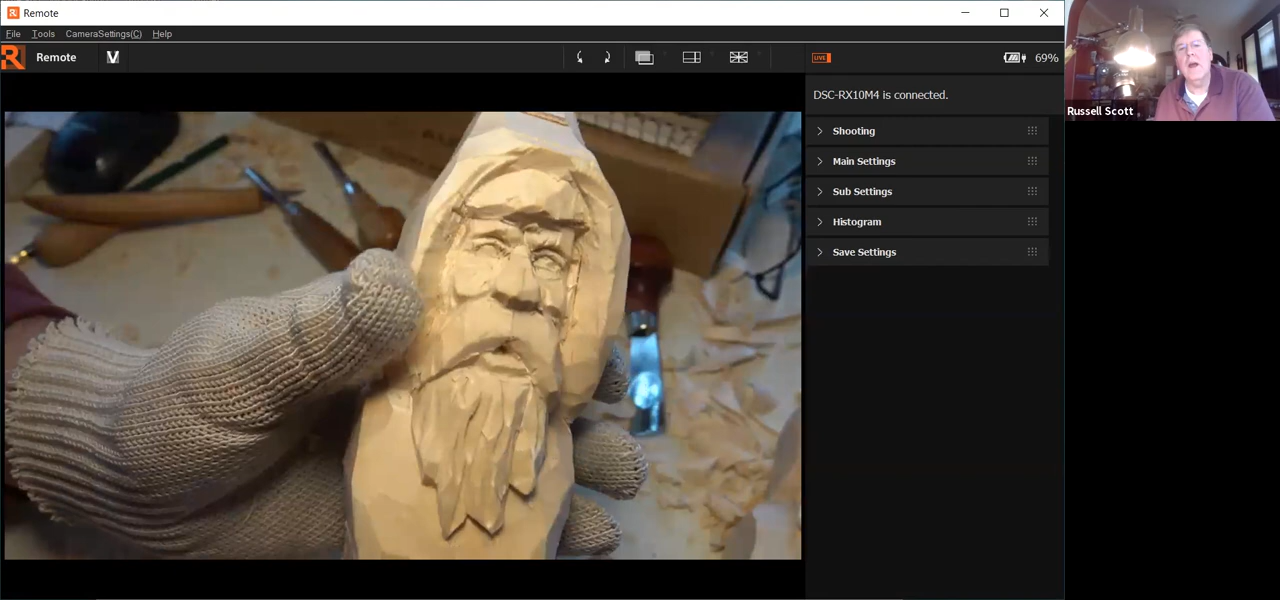 Remote
File Tools CameraSettings(C) Help
R Remote V LIVE 69%
DSC-RX10M4 is connected.
Shooting
Main Settings
Sub Settings
Histogram
Save Settings
Russell Scott